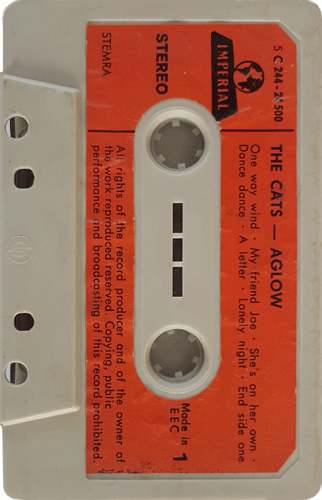 5 C 244-24500
IMPERIAL
STEREO
STEMRA
THE CATS — AGLOW
One way wind · My friend Joe · She's on her own ·
Dance dance · A letter · Lonely night · End side one
1
Made in
EEC
All rights of the record producer and of the owner of
the work reproduced reserved. Copying, public
performance and broadcasting of this record prohibited.